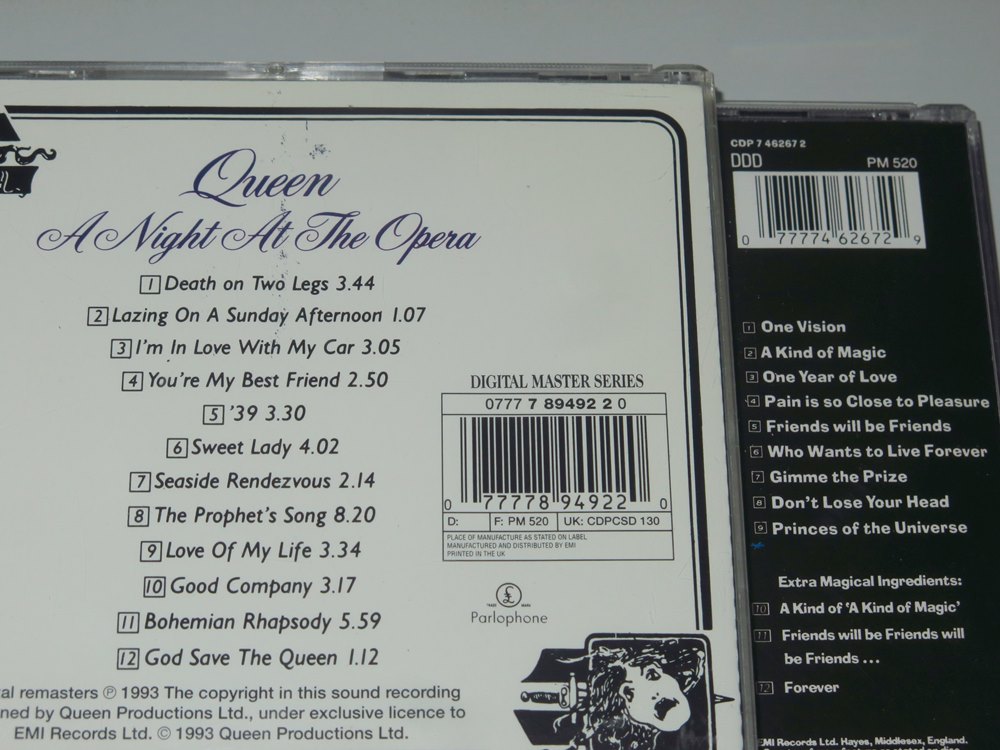 Queen
A Night At The Opera
1 Death on Two Legs 3.44
2 Lazing On A Sunday Afternoon 1.07
3 I'm In Love With My Car 3.05
4 You're My Best Friend 2.50
5 '39 3.30
6 Sweet Lady 4.02
7 Seaside Rendezvous 2.14
8 The Prophet's Song 8.20
9 Love Of My Life 3.34
10 Good Company 3.17
11 Bohemian Rhapsody 5.59
12 God Save The Queen 1.12
DIGITAL MASTER SERIES
0777 7 89492 2 0
0 77778 94922 0
D: F: PM 520 UK: CDPCSD 130
PLACE OF MANUFACTURE AS STATED ON LABEL
MANUFACTURED AND DISTRIBUTED BY EMI
PRINTED IN THE UK
TRADE MARK
Parlophone
al remasters ℗ 1993 The copyright in this sound recording
ned by Queen Productions Ltd., under exclusive licence to
EMI Records Ltd. © 1993 Queen Productions Ltd.
CDP 7 46267 2
DDD PM 520
0 77774 62672 9
1 One Vision
2 A Kind of Magic
3 One Year of Love
4 Pain is so Close to Pleasure
5 Friends will be Friends
6 Who Wants to Live Forever
7 Gimme the Prize
8 Don't Lose Your Head
9 Princes of the Universe
Extra Magical Ingredients:
10 A Kind of 'A Kind of Magic'
11 Friends will be Friends will
be Friends ...
12 Forever
EMI Records Ltd. Hayes, Middlesex, England.